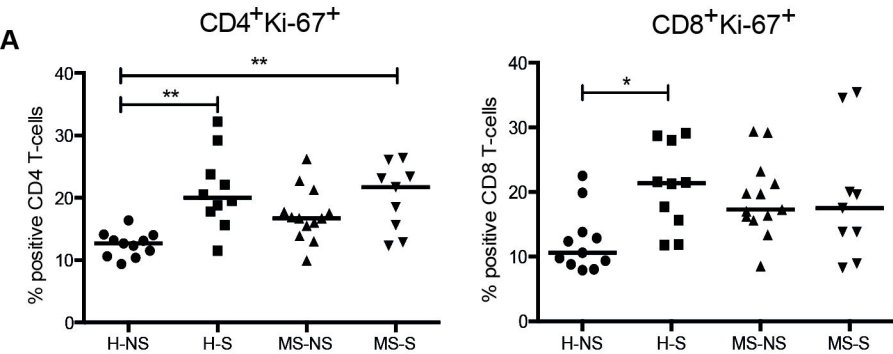 A
CD4+Ki-67+
% positive CD4 T-cells
40
30
20
10
0
**
**
H-NS
H-S
MS-NS
MS-S
CD8+Ki-67+
% positive CD8 T-cells
40
30
20
10
0
*
H-NS
H-S
MS-NS
MS-S